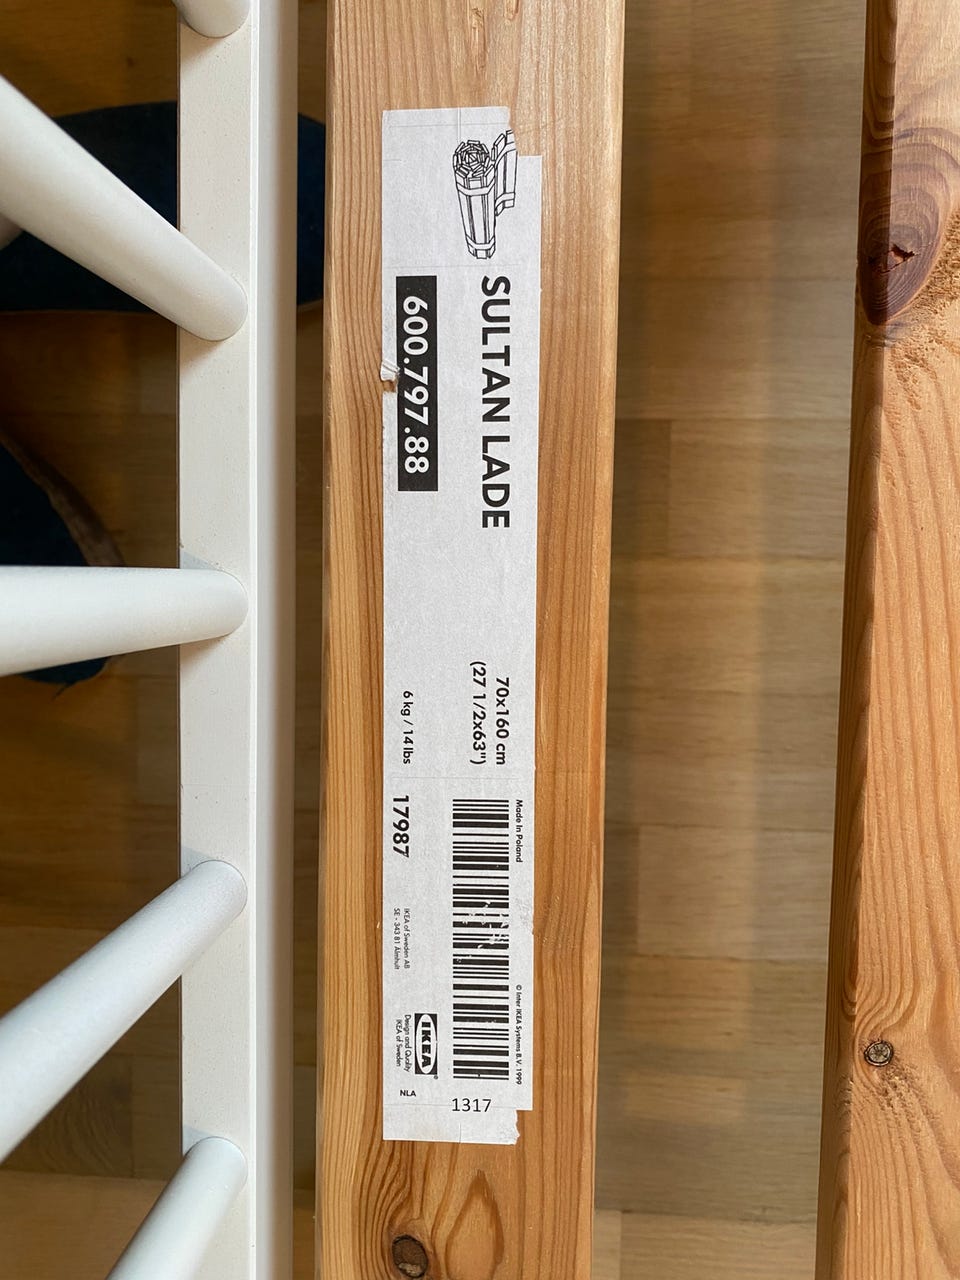 SULTAN LADE
600.797.88
70x160 cm
(27 1/2x63")
6 kg / 14 lbs
Made In Poland
17987
IKEA of Sweden AB
SE - 343 81 Älmhult
© Inter IKEA Systems B.V. 1999
IKEA®
Design and Quality
IKEA of Sweden
NLA
1317